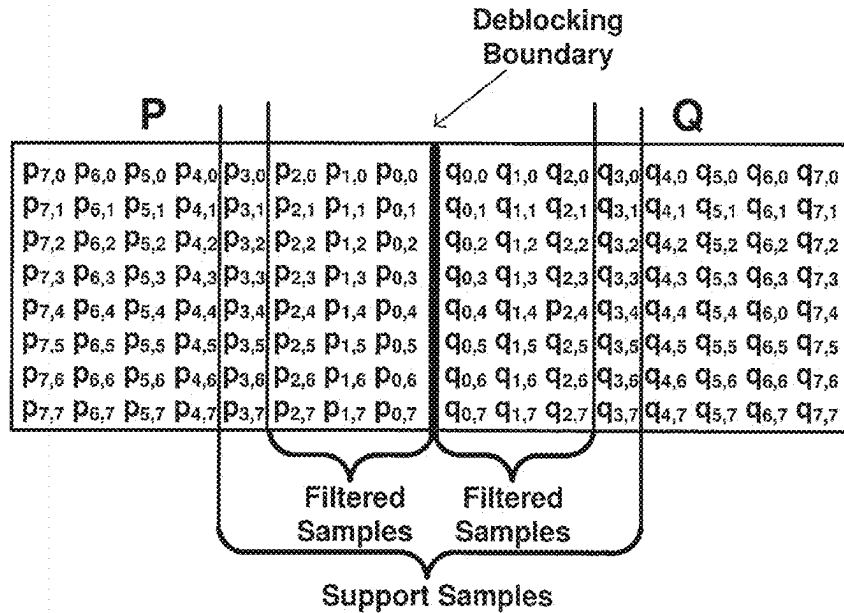 Deblocking
Boundary
P Q
p7,0 p6,0 p5,0 p4,0 p3,0 p2,0 p1,0 p0,0 q0,0 q1,0 q2,0 q3,0 q4,0 q5,0 q6,0 q7,0
p7,1 p6,1 p5,1 p4,1 p3,1 p2,1 p1,1 p0,1 q0,1 q1,1 q2,1 q3,1 q4,1 q5,1 q6,1 q7,1
p7,2 p6,2 p5,2 p4,2 p3,2 p2,2 p1,2 p0,2 q0,2 q1,2 q2,2 q3,2 q4,2 q5,2 q6,2 q7,2
p7,3 p6,3 p5,3 p4,3 p3,3 p2,3 p1,3 p0,3 q0,3 q1,3 q2,3 q3,3 q4,3 q5,3 q6,3 q7,3
p7,4 p6,4 p5,4 p4,4 p3,4 p2,4 p1,4 p0,4 q0,4 q1,4 p2,4 q3,4 q4,4 q5,4 q6,0 q7,4
p7,5 p6,5 p5,5 p4,5 p3,5 p2,5 p1,5 p0,5 q0,5 q1,5 q2,5 q3,5 q4,5 q5,5 q6,5 q7,5
p7,6 p6,6 p5,6 p4,6 p3,6 p2,6 p1,6 p0,6 q0,6 q1,6 q2,6 q3,6 q4,6 q5,6 q6,6 q7,6
p7,7 p6,7 p5,7 p4,7 p3,7 p2,7 p1,7 p0,7 q0,7 q1,7 q2,7 q3,7 q4,7 q5,7 q6,7 q7,7
Filtered Filtered
Samples Samples
Support Samples